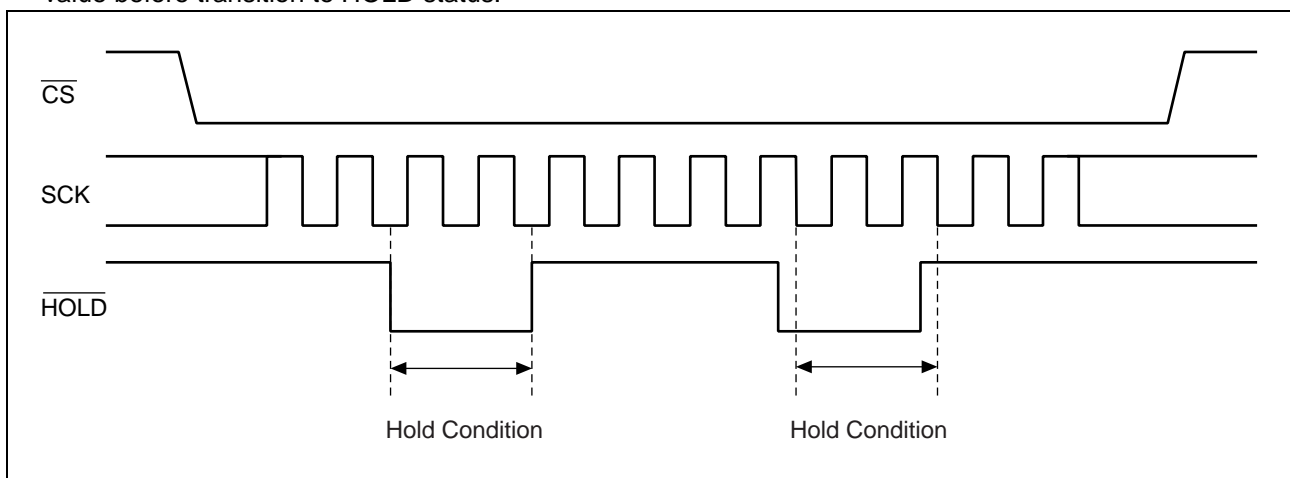 value before transition to HOLD status.
CS
SCK
HOLD
Hold Condition Hold Condition